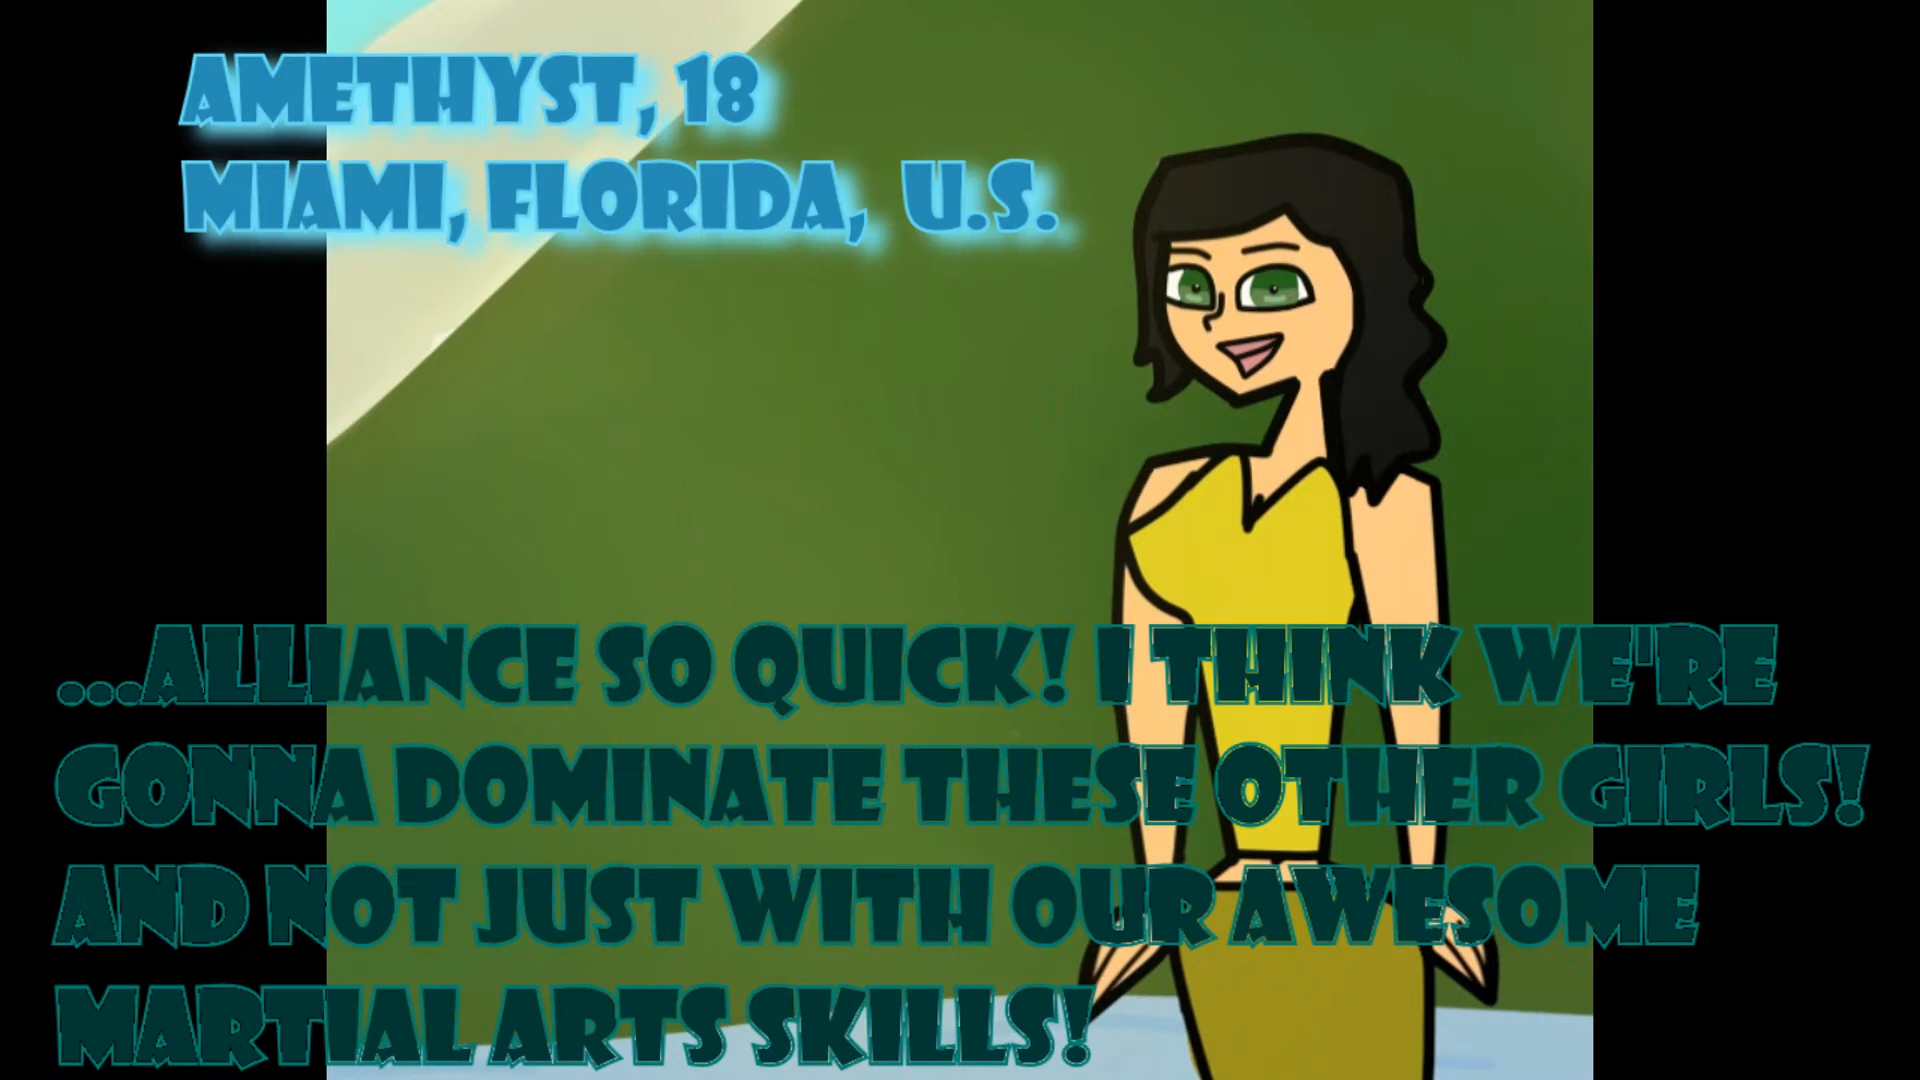 AMETHYST, 18
MIAMI, FLORIDA, U.S.
...ALLIANCE SO QUICK! I THINK WE'RE
GONNA DOMINATE THESE OTHER GIRLS!
AND NOT JUST WITH OUR AWESOME
MARTIAL ARTS SKILLS!